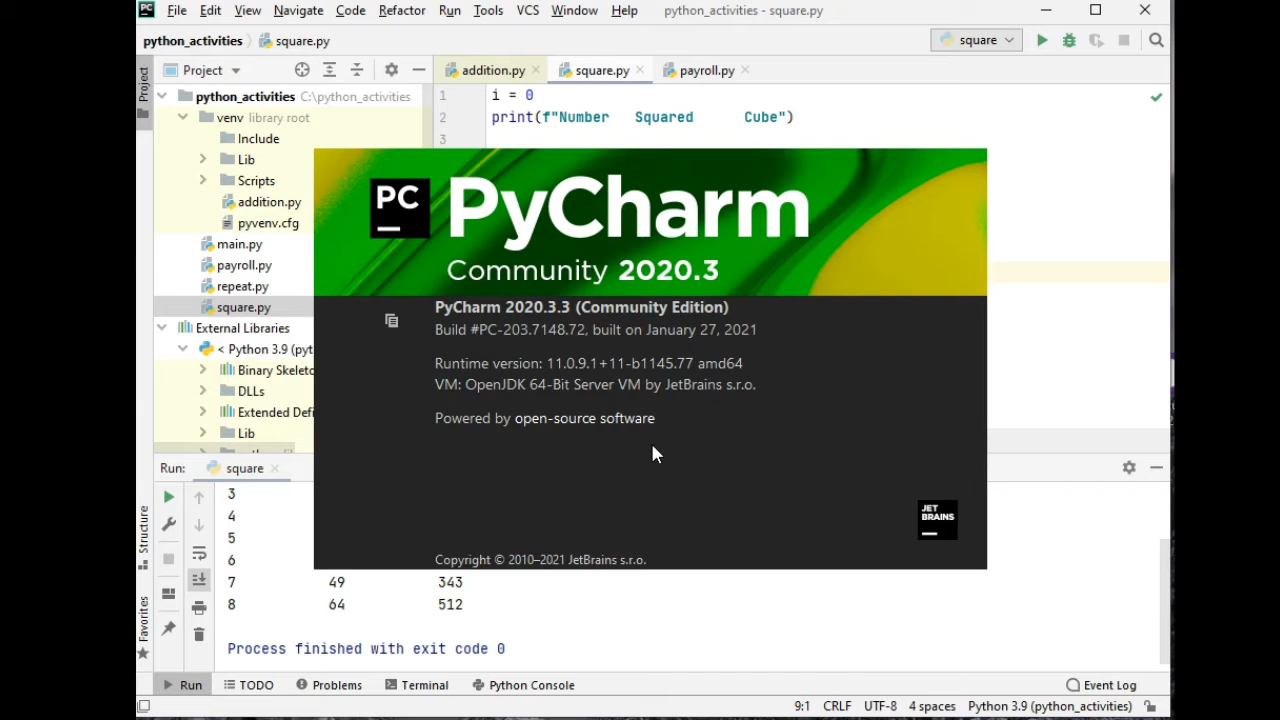 PC File Edit View Navigate Code Refactor Run Tools VCS Window Help python_activities - square.py
python_activities square.py square
Project Project addition.py square.py payroll.py
python_activities C:\python_activities
venv library root
Include
Lib
Scripts
addition.py
pyvenv.cfg
main.py
payroll.py
repeat.py
square.py
External Libraries
< Python 3.9 (pyt
Binary Skeleto
DLLs
Extended Defi
Lib
1 i = 0
2 print(f"Number Squared Cube")
3
PC PyCharm
Community 2020.3
PyCharm 2020.3.3 (Community Edition)
Build #PC-203.7148.72, built on January 27, 2021
Runtime version: 11.0.9.1+11-b1145.77 amd64
VM: OpenJDK 64-Bit Server VM by JetBrains s.r.o.
Powered by open-source software
JET
BRAINS
Copyright © 2010–2021 JetBrains s.r.o.
Run: square
3
4
5
6
7 49 343
8 64 512
Process finished with exit code 0
Structure
Favorites
Run TODO Problems Terminal Python Console Event Log
9:1 CRLF UTF-8 4 spaces Python 3.9 (python_activities)